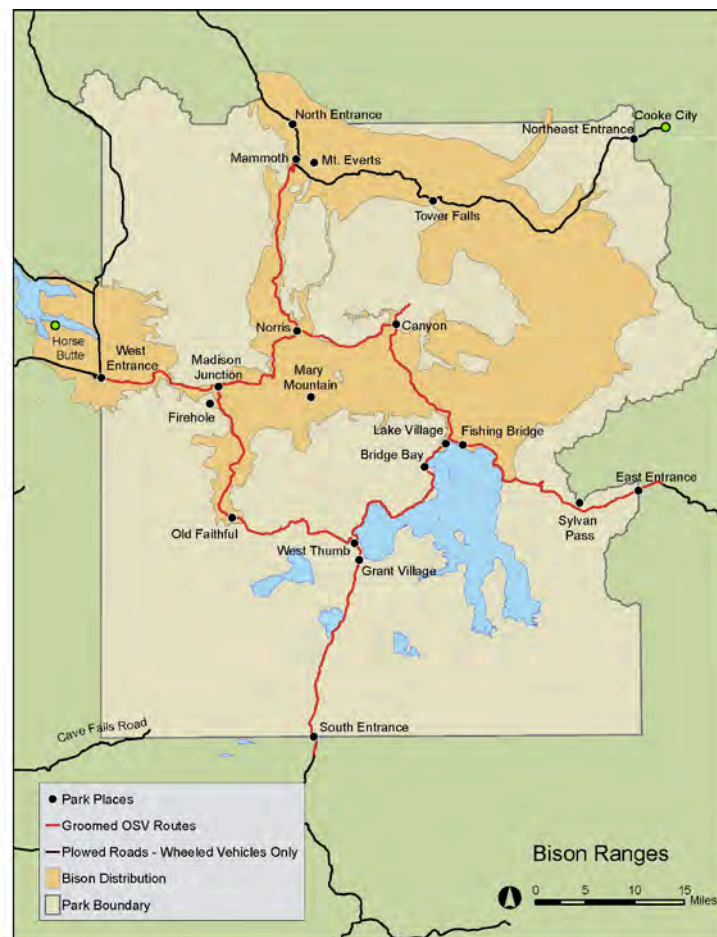 Cooke City
North Entrance
Northeast Entrance
Mammoth
Mt. Everts
Tower Falls
Horse
Butte
West
Entrance
Norris
Canyon
Madison
Junction
Mary
Mountain
Firehole
Lake Village
Fishing Bridge
Bridge Bay
East Entrance
Old Faithful
Sylvan
Pass
West Thumb
Grant Village
Cave Falls Road
South Entrance
Park Places
Groomed OSV Routes
Plowed Roads - Wheeled Vehicles Only
Bison Distribution
Park Boundary
Bison Ranges
0 5 10 15
Miles